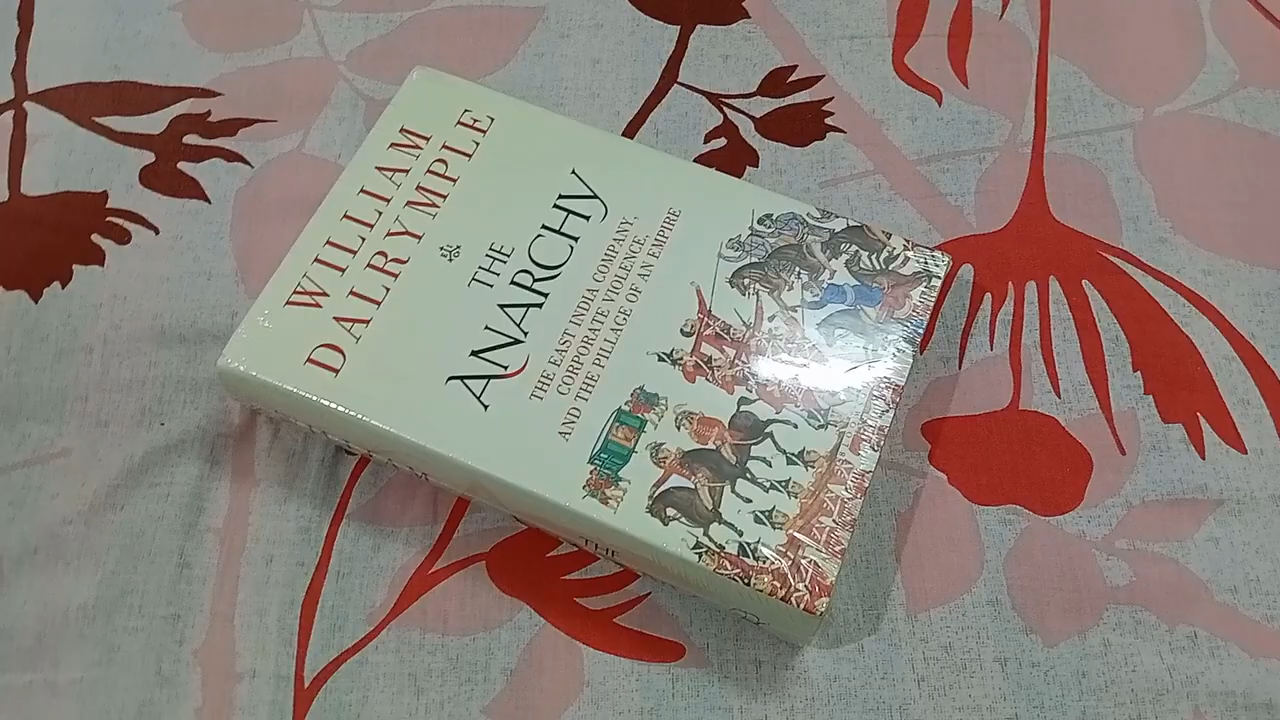 WILLIAM
DALRYMPLE
THE
ANARCHY
THE EAST INDIA COMPANY,
CORPORATE VIOLENCE,
AND THE PILLAGE OF AN EMPIRE
THE